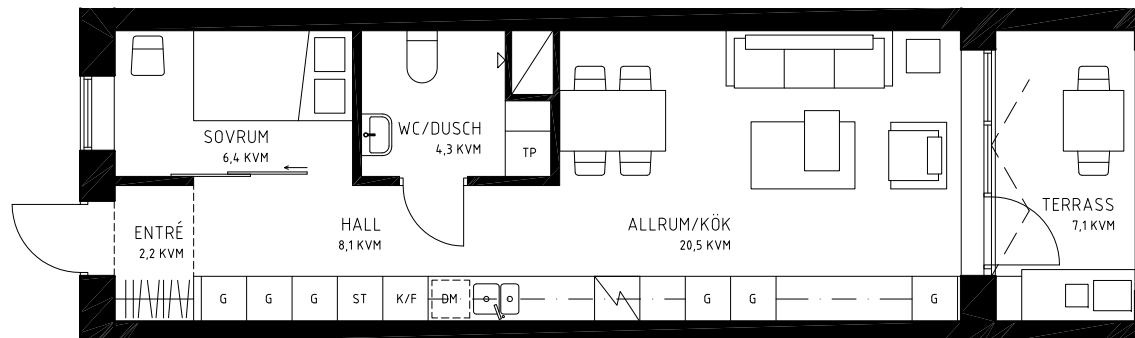 SOVRUM
6,4 KVM
WC/DUSCH
4,3 KVM
TP
ENTRÉ
2,2 KVM
HALL
8,1 KVM
ALLRUM/KÖK
20,5 KVM
TERRASS
7,1 KVM
G G G ST K/F DM G G G